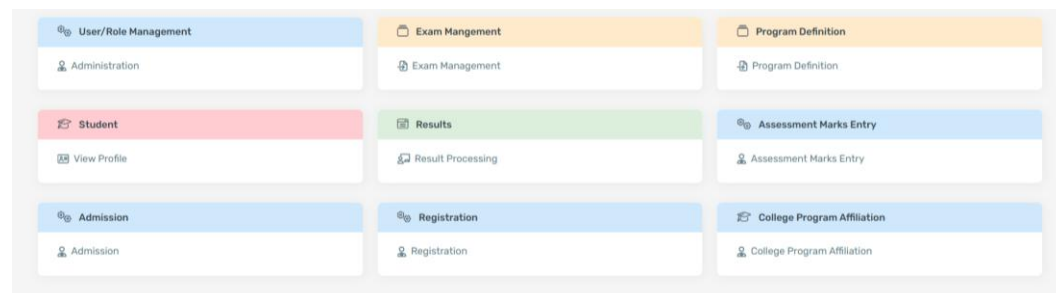 User/Role Management
Administration
Exam Mangement
Exam Management
Program Definition
Program Definition
Student
View Profile
Results
Result Processing
Assessment Marks Entry
Assessment Marks Entry
Admission
Admission
Registration
Registration
College Program Affiliation
College Program Affiliation